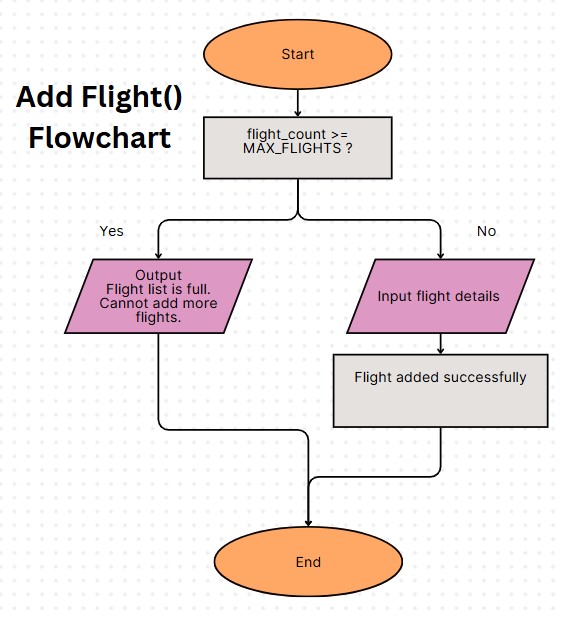 Start
Add Flight()
Flowchart
flight_count >=
MAX_FLIGHTS ?
Yes
No
Output
Flight list is full.
Cannot add more
flights.
Input flight details
Flight added successfully
End